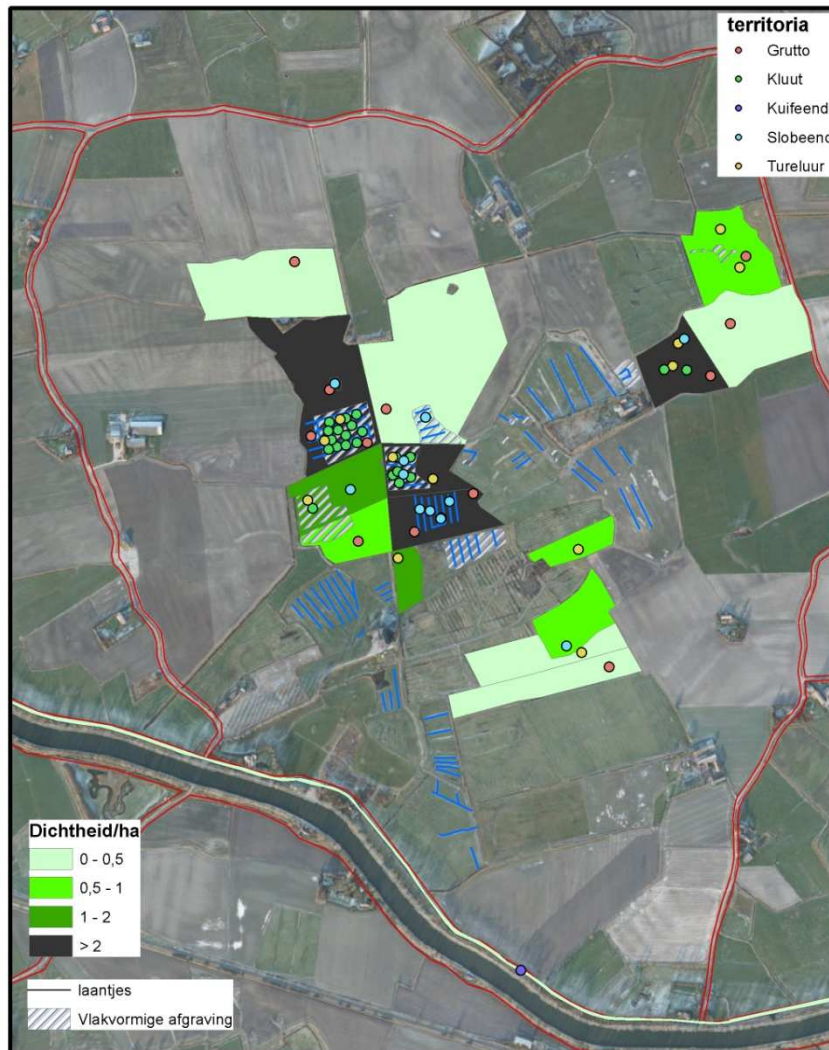 territoria
Grutto
Kluut
Kuifeend
Slobeend
Tureluur
Dichtheid/ha
0 - 0,5
0,5 - 1
1 - 2
> 2
laantjes
Vlakvormige afgraving